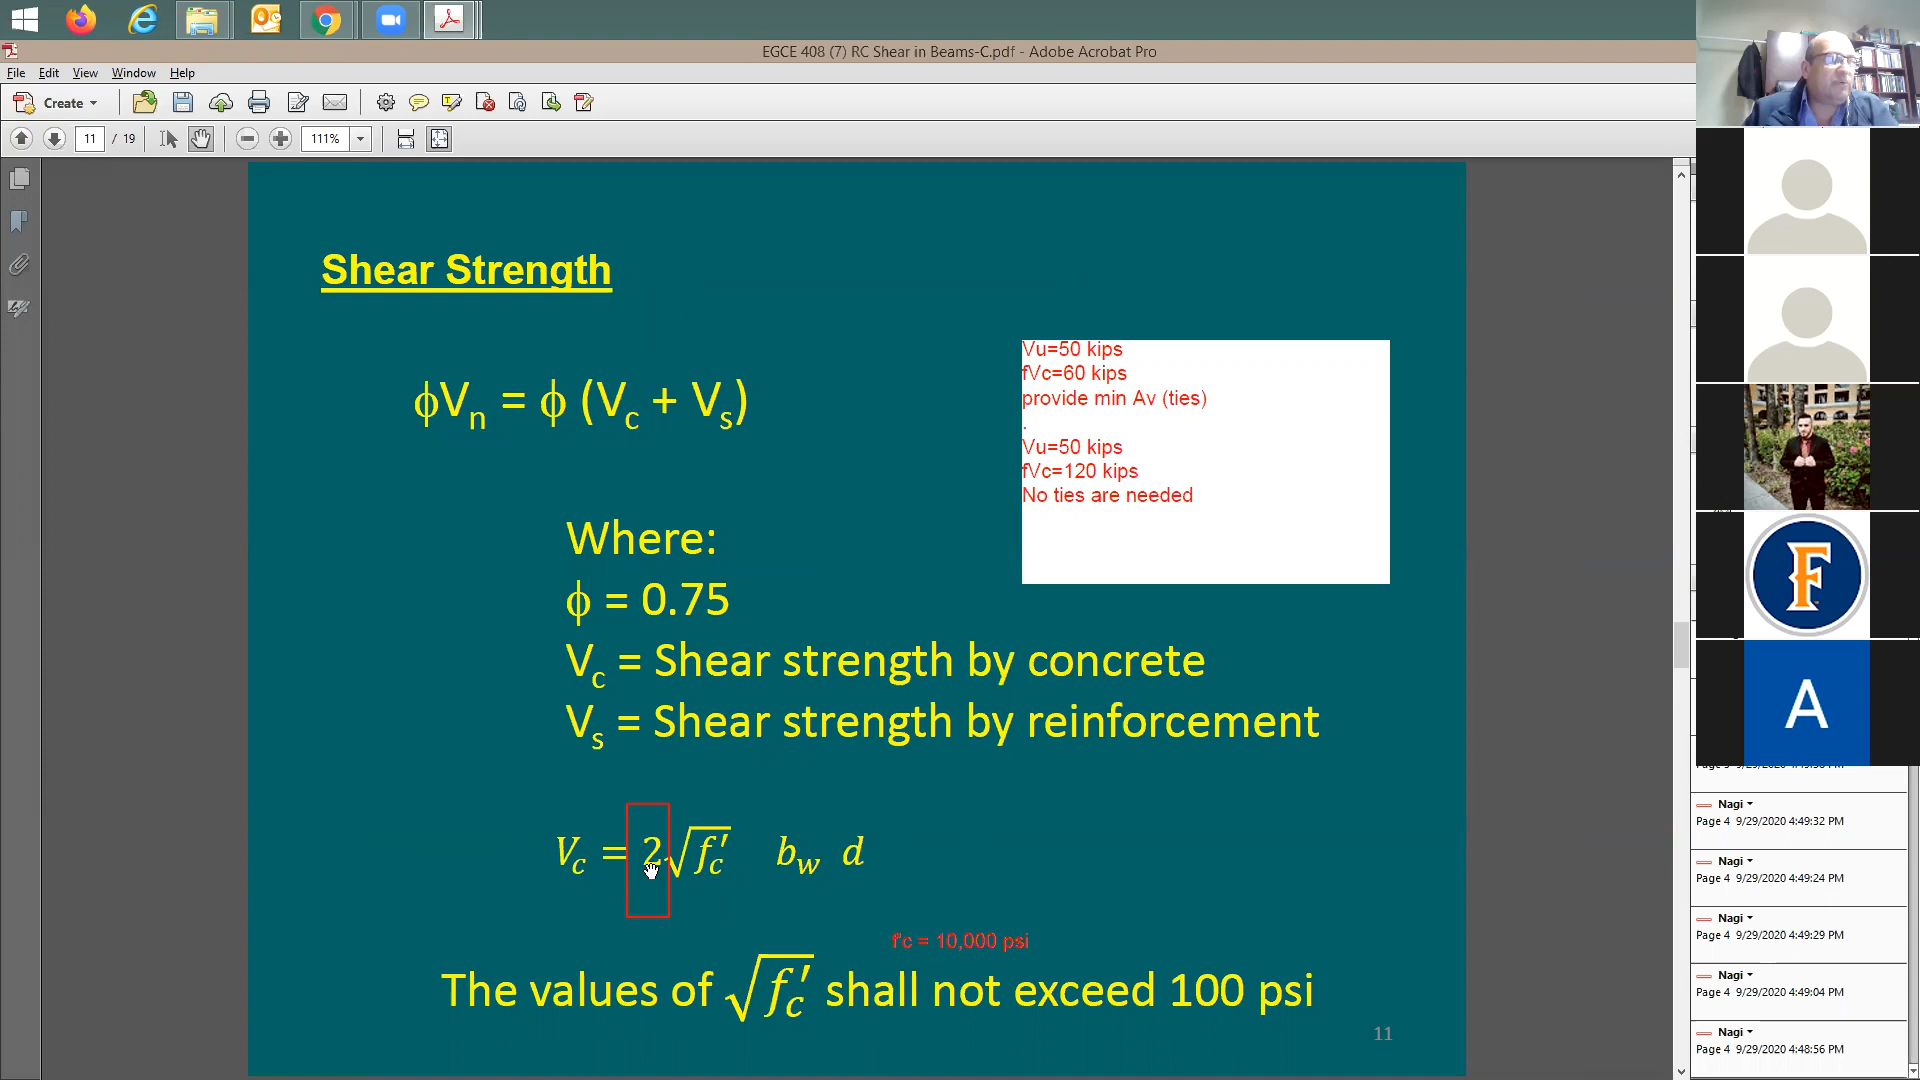 EGCE 408 (7) RC Shear in Beams-C.pdf - Adobe Acrobat Pro
File Edit View Window Help
Create
11 / 19 111%
Shear Strength
ϕVn = ϕ (Vc + Vs)
Vu=50 kips
fVc=60 kips
provide min Av (ties)
.
Vu=50 kips
fVc=120 kips
No ties are needed
Where:
ϕ = 0.75
Vc = Shear strength by concrete
Vs = Shear strength by reinforcement
Vc = 2√fc′ bw d
f'c = 10,000 psi
The values of √fc′ shall not exceed 100 psi
11
F
A
Nagi
Page 4 9/29/2020 4:49:32 PM
Nagi
Page 4 9/29/2020 4:49:24 PM
Nagi
Page 4 9/29/2020 4:49:29 PM
Nagi
Page 4 9/29/2020 4:49:04 PM
Nagi
Page 4 9/29/2020 4:48:56 PM